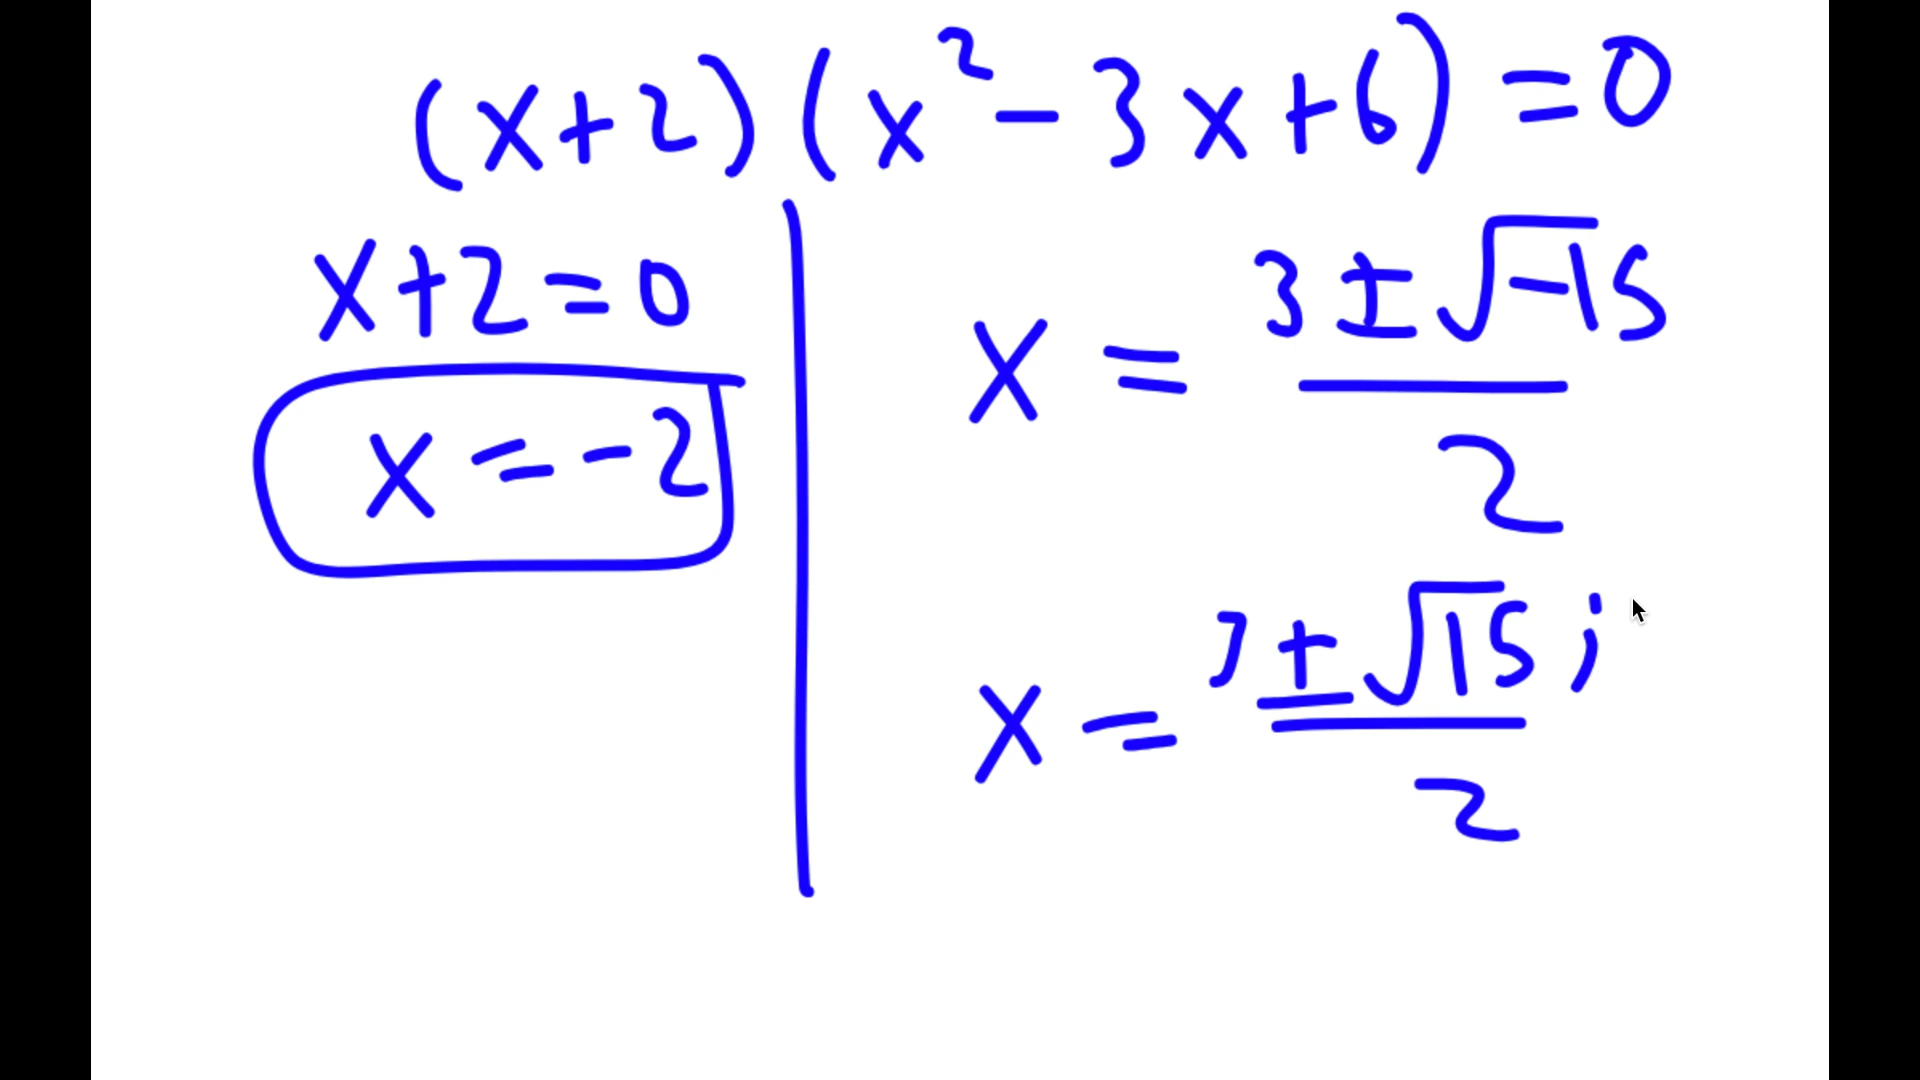 (x+2)(x²-3x+6)=0
x+2=0
x=-2
x = 3±√-15 / 2
x = 3±√15 i / 2